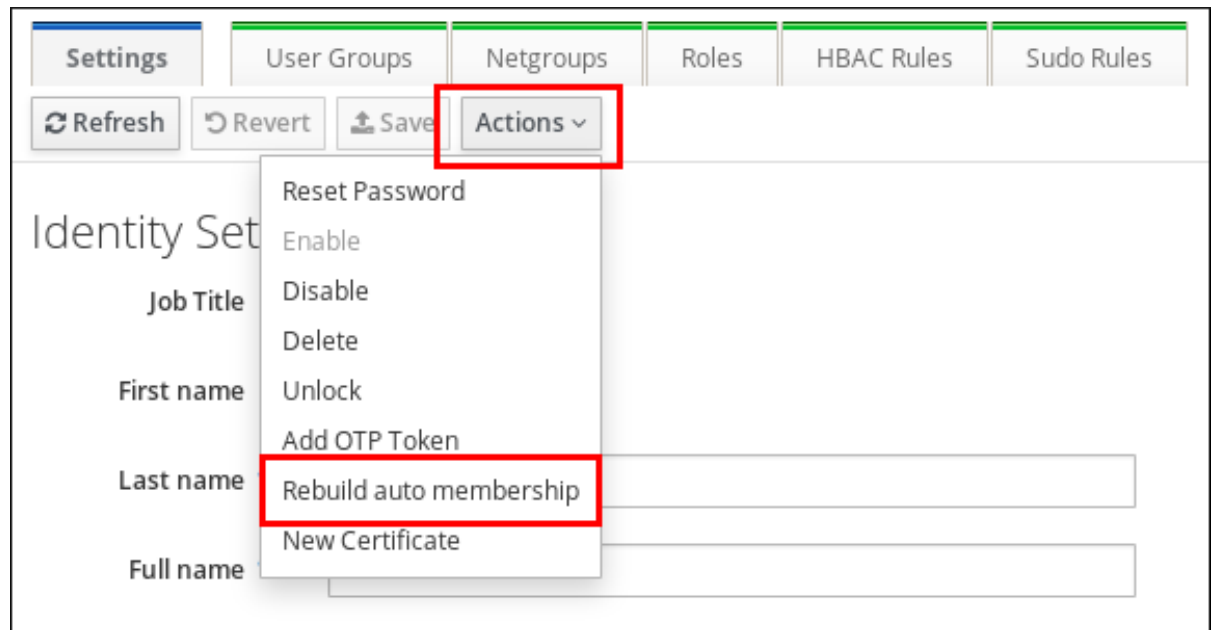 Settings User Groups Netgroups Roles HBAC Rules Sudo Rules
Refresh Revert Save Actions
Reset Password
Identity Set
Enable
Job Title Disable
Delete
First name Unlock
Add OTP Token
Last name Rebuild auto membership
New Certificate
Full name